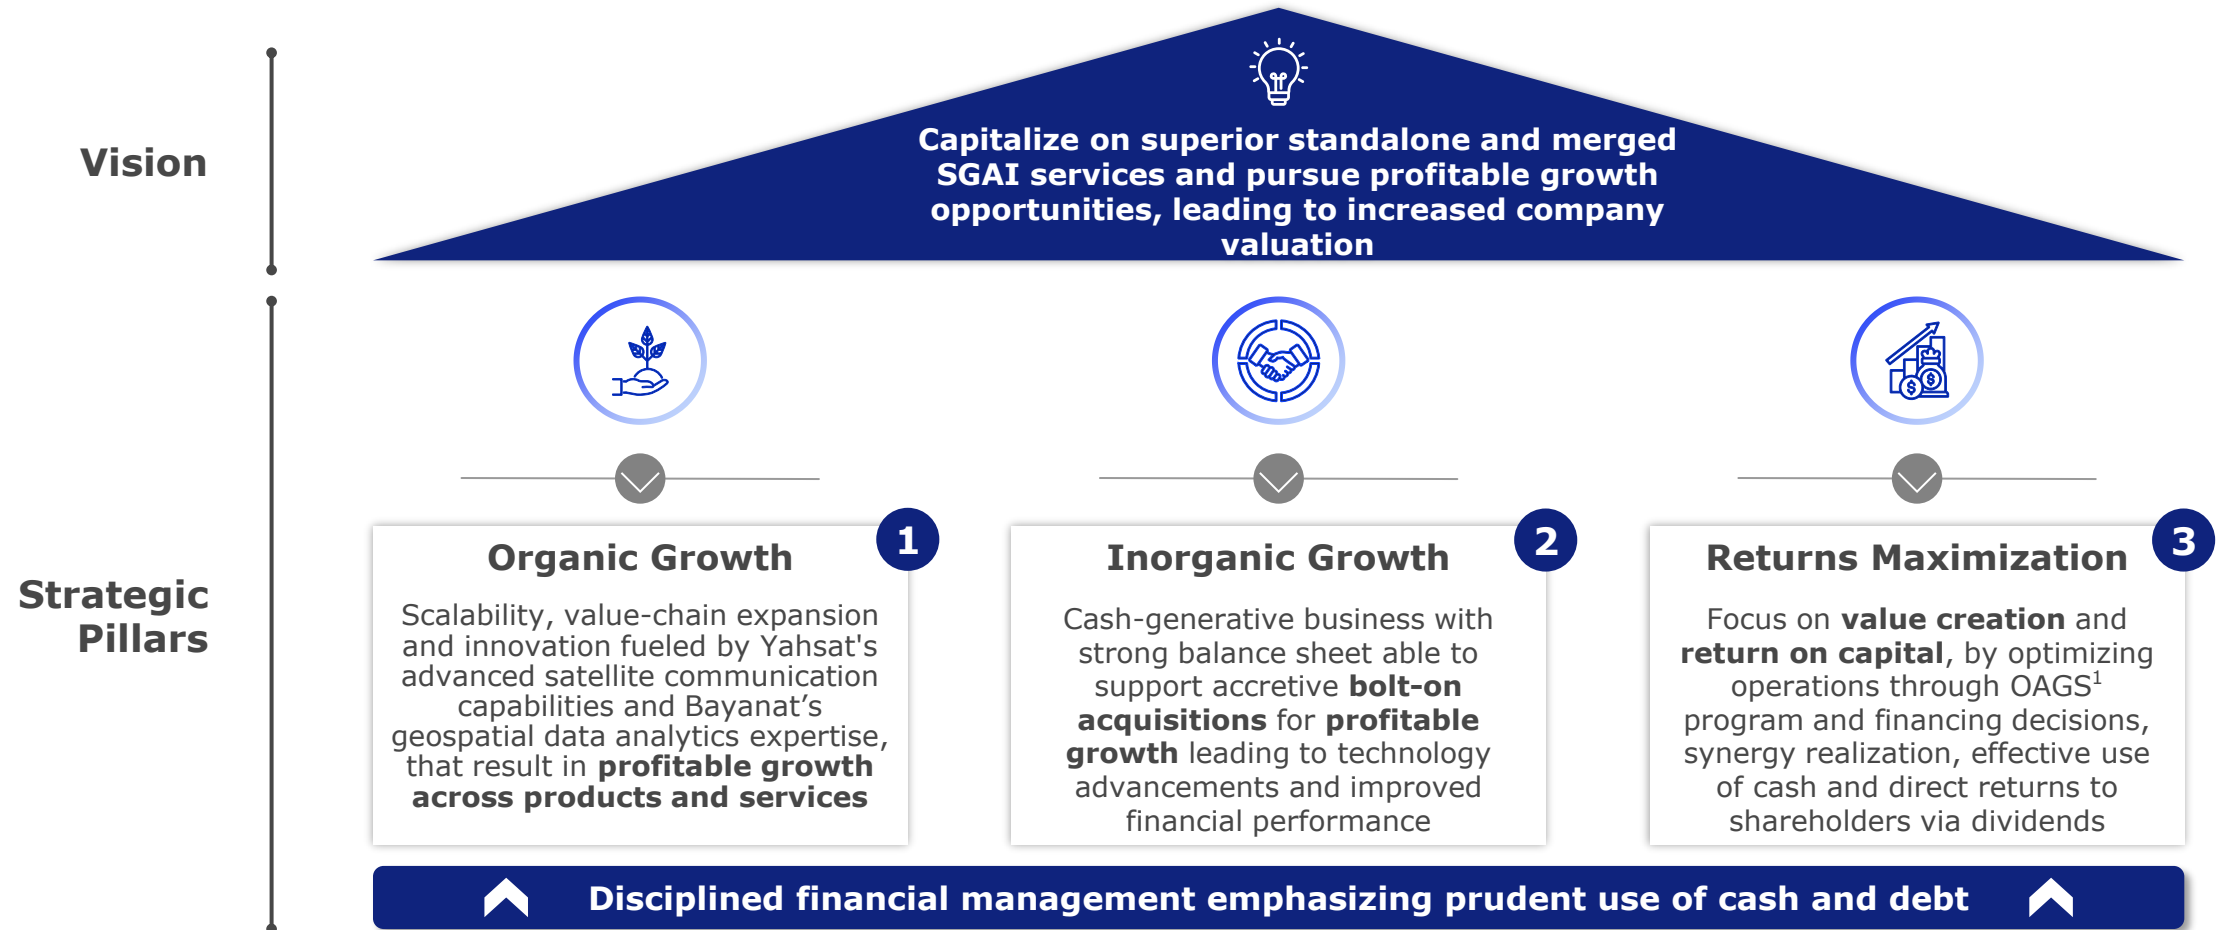 Vision
Capitalize on superior standalone and merged
SGAI services and pursue profitable growth
opportunities, leading to increased company
valuation
Strategic
Pillars
1
Organic Growth
Scalability, value-chain expansion
and innovation fueled by Yahsat's
advanced satellite communication
capabilities and Bayanat’s
geospatial data analytics expertise,
that result in profitable growth
across products and services
2
Inorganic Growth
Cash-generative business with
strong balance sheet able to
support accretive bolt-on
acquisitions for profitable
growth leading to technology
advancements and improved
financial performance
3
Returns Maximization
Focus on value creation and
return on capital, by optimizing
operations through OAGS¹
program and financing decisions,
synergy realization, effective use
of cash and direct returns to
shareholders via dividends
Disciplined financial management emphasizing prudent use of cash and debt